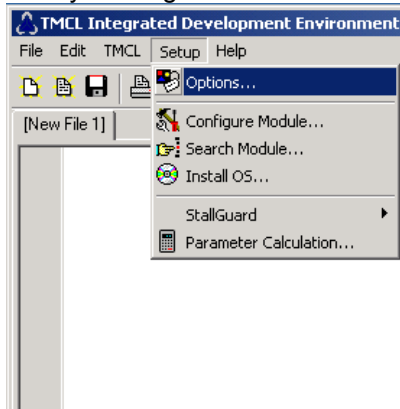 TMCL Integrated Development Environment
File Edit TMCL Setup Help
Options...
[New File 1]
Configure Module...
Search Module...
Install OS...
StallGuard
Parameter Calculation...